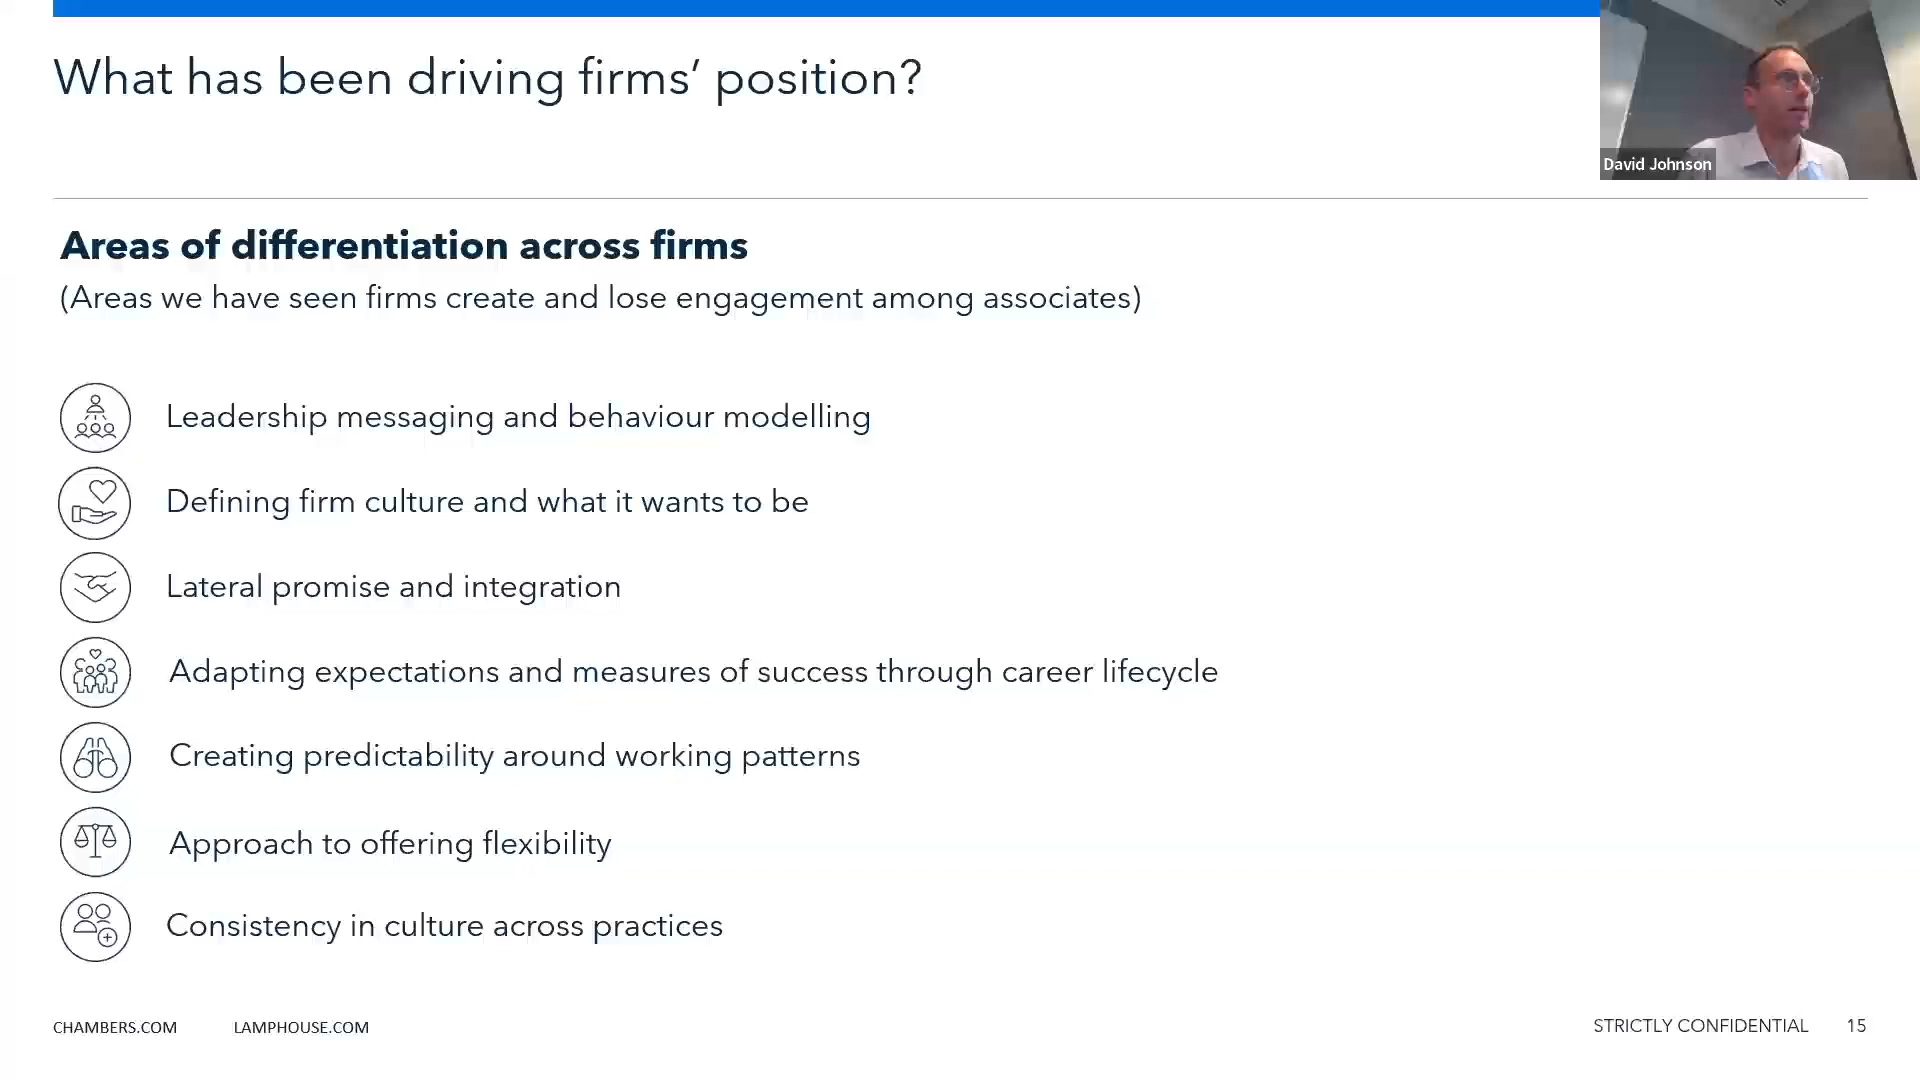 What has been driving firms’ position?
David Johnson
Areas of differentiation across firms
(Areas we have seen firms create and lose engagement among associates)
Leadership messaging and behaviour modelling
Defining firm culture and what it wants to be
Lateral promise and integration
Adapting expectations and measures of success through career lifecycle
Creating predictability around working patterns
Approach to offering flexibility
Consistency in culture across practices
CHAMBERS.COM LAMPHOUSE.COM STRICTLY CONFIDENTIAL 15